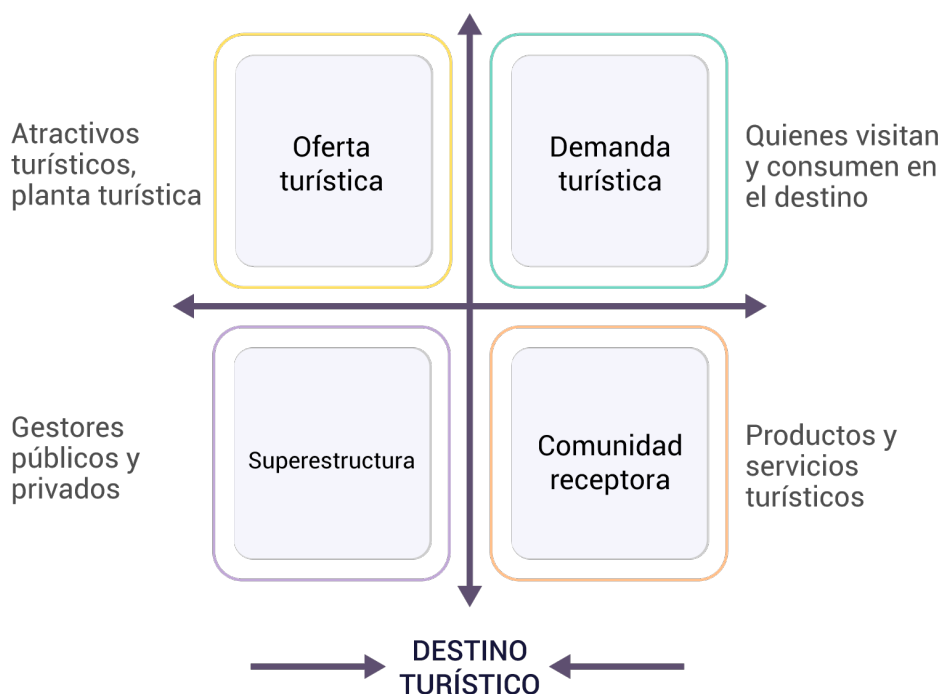 Atractivos
turísticos,
planta turística
Oferta
turística
Demanda
turística
Quienes visitan
y consumen en
el destino
Gestores
públicos y
privados
Superestructura
Comunidad
receptora
Productos y
servicios
turísticos
DESTINO
TURÍSTICO